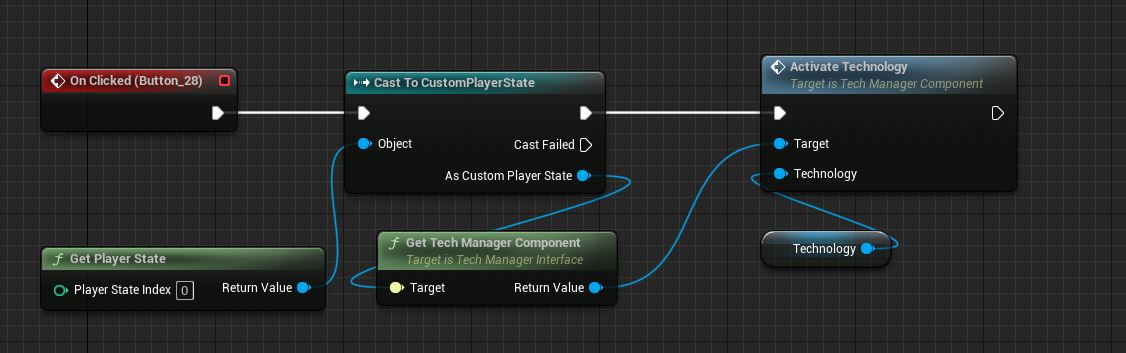 On Clicked (Button_28)
Cast To CustomPlayerState
Object
Cast Failed
As Custom Player State
Activate Technology
Target is Tech Manager Component
Target
Technology
Get Player State
Player State Index 0
Return Value
Get Tech Manager Component
Target is Tech Manager Interface
Target
Return Value
Technology